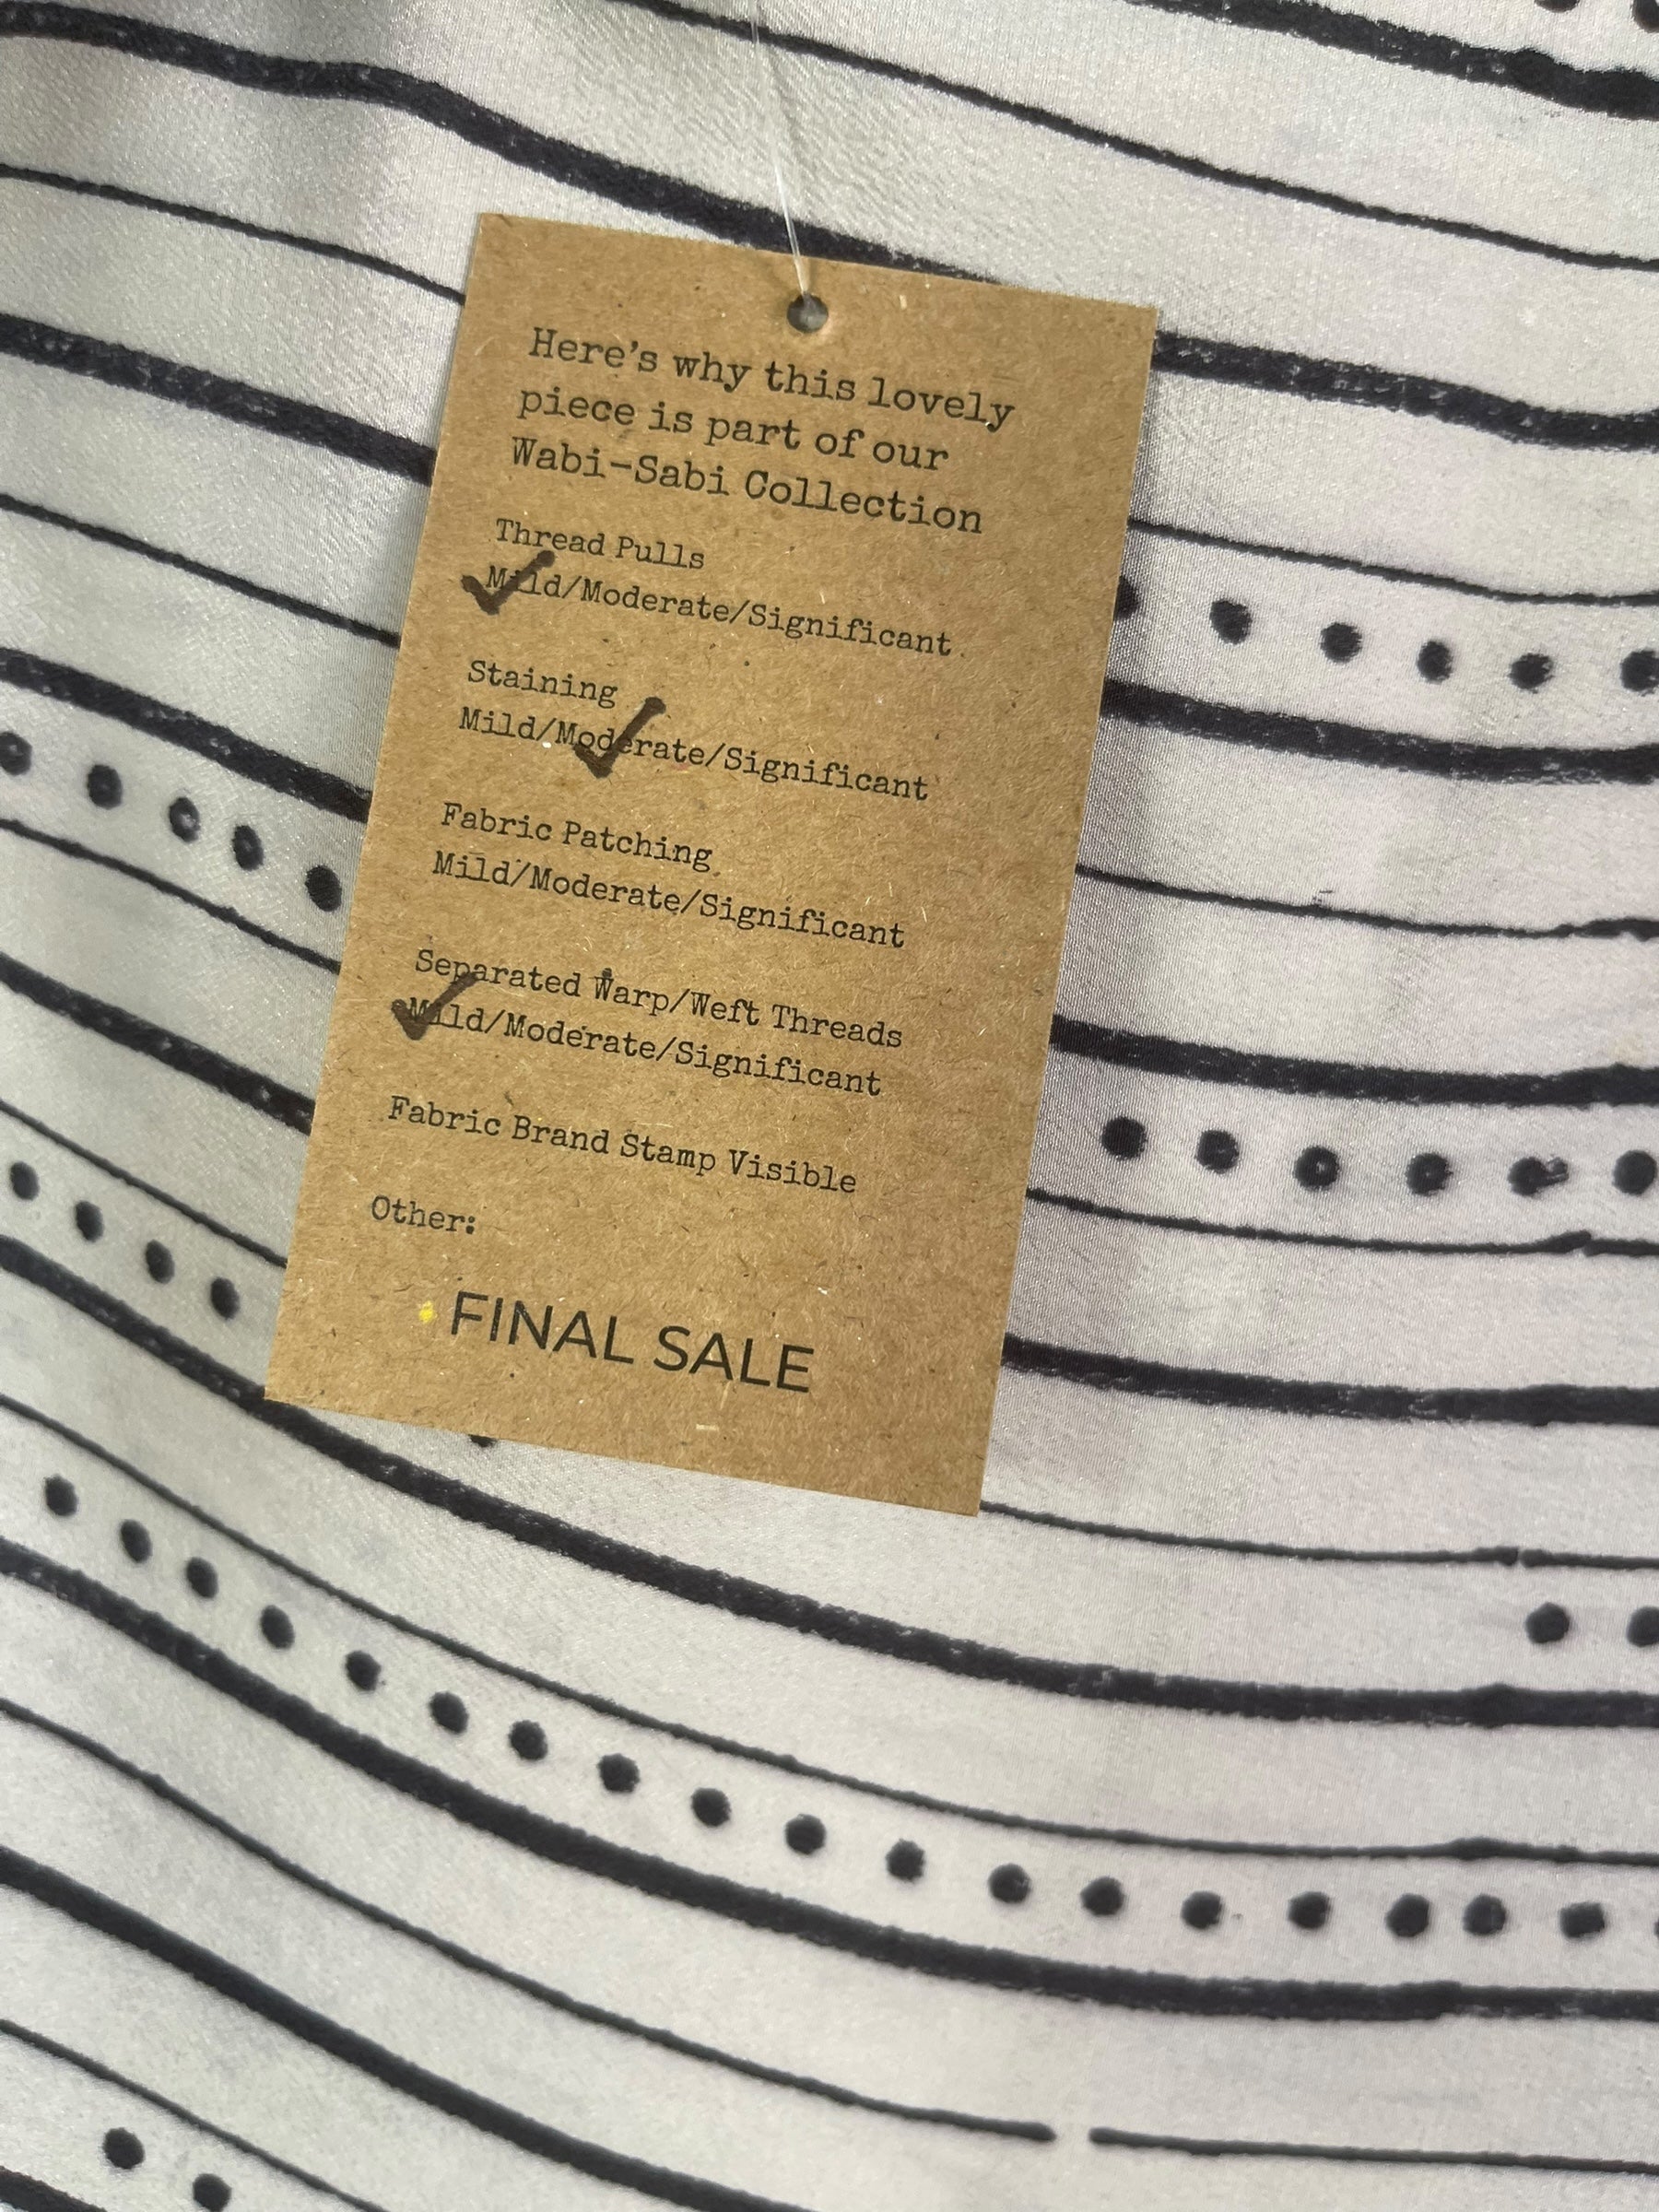 Here's why this lovely
piece is part of our
Wabi-Sabi Collection
Thread Pulls
Mild/Moderate/Significant
Staining
Mild/Moderate/Significant
Fabric Patching
Mild/Moderate/Significant
Separated Warp/Weft Threads
Mild/Moderate/Significant
Fabric Brand Stamp Visible
Other:
FINAL SALE